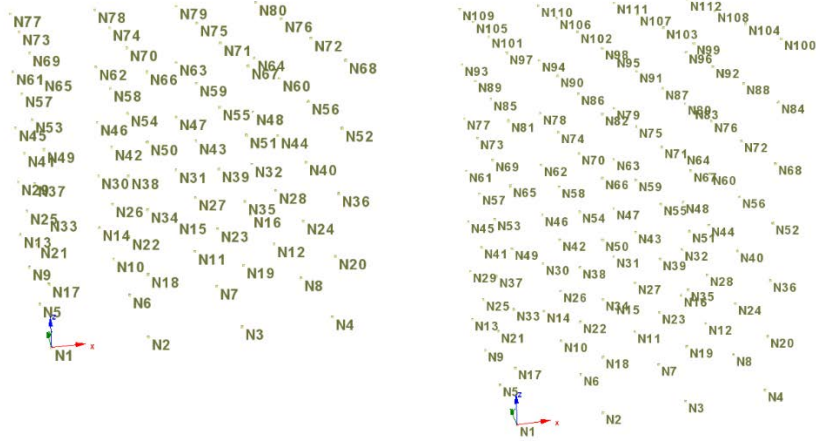 N77 N78 N79 N80
N73 N74 N75 N76
N69 N70 N71 N72
N61 N65 N62 N66 N63 N67 N64 N68
N57 N58 N59 N60
N53 N54 N55 N56
N45 N46 N47 N48
N41 N49 N42 N50 N43 N51 N44 N52
N29 N37 N30 N38 N31 N39 N32 N40
N25 N33 N26 N34 N27 N35 N28 N36
N13 N21 N14 N22 N15 N23 N16 N24
N9 N17 N10 N18 N11 N19 N12 N20
N5 N6 N7 N8
N1 N2 N3 N4
z
x
N109 N110 N111 N112
N105 N106 N107 N108
N101 N102 N103 N104
N97 N98 N99 N100
N93 N94 N95 N96
N89 N90 N91 N92
N85 N86 N87 N88
N77 N81 N78 N82 N79 N83 N80 N84
N73 N74 N75 N76
N69 N70 N71 N72
N61 N65 N62 N66 N63 N67 N64 N68
N57 N58 N59 N60
N45 N53 N46 N54 N47 N55 N48 N56
N41 N49 N42 N50 N43 N51 N44 N52
N29 N37 N30 N38 N31 N39 N32 N40
N25 N33 N26 N34 N27 N35 N28 N36
N13 N21 N14 N22 N15 N23 N16 N24
N9 N17 N10 N18 N11 N19 N12 N20
N5 N6 N7 N8
N1 N2 N3 N4
z
x